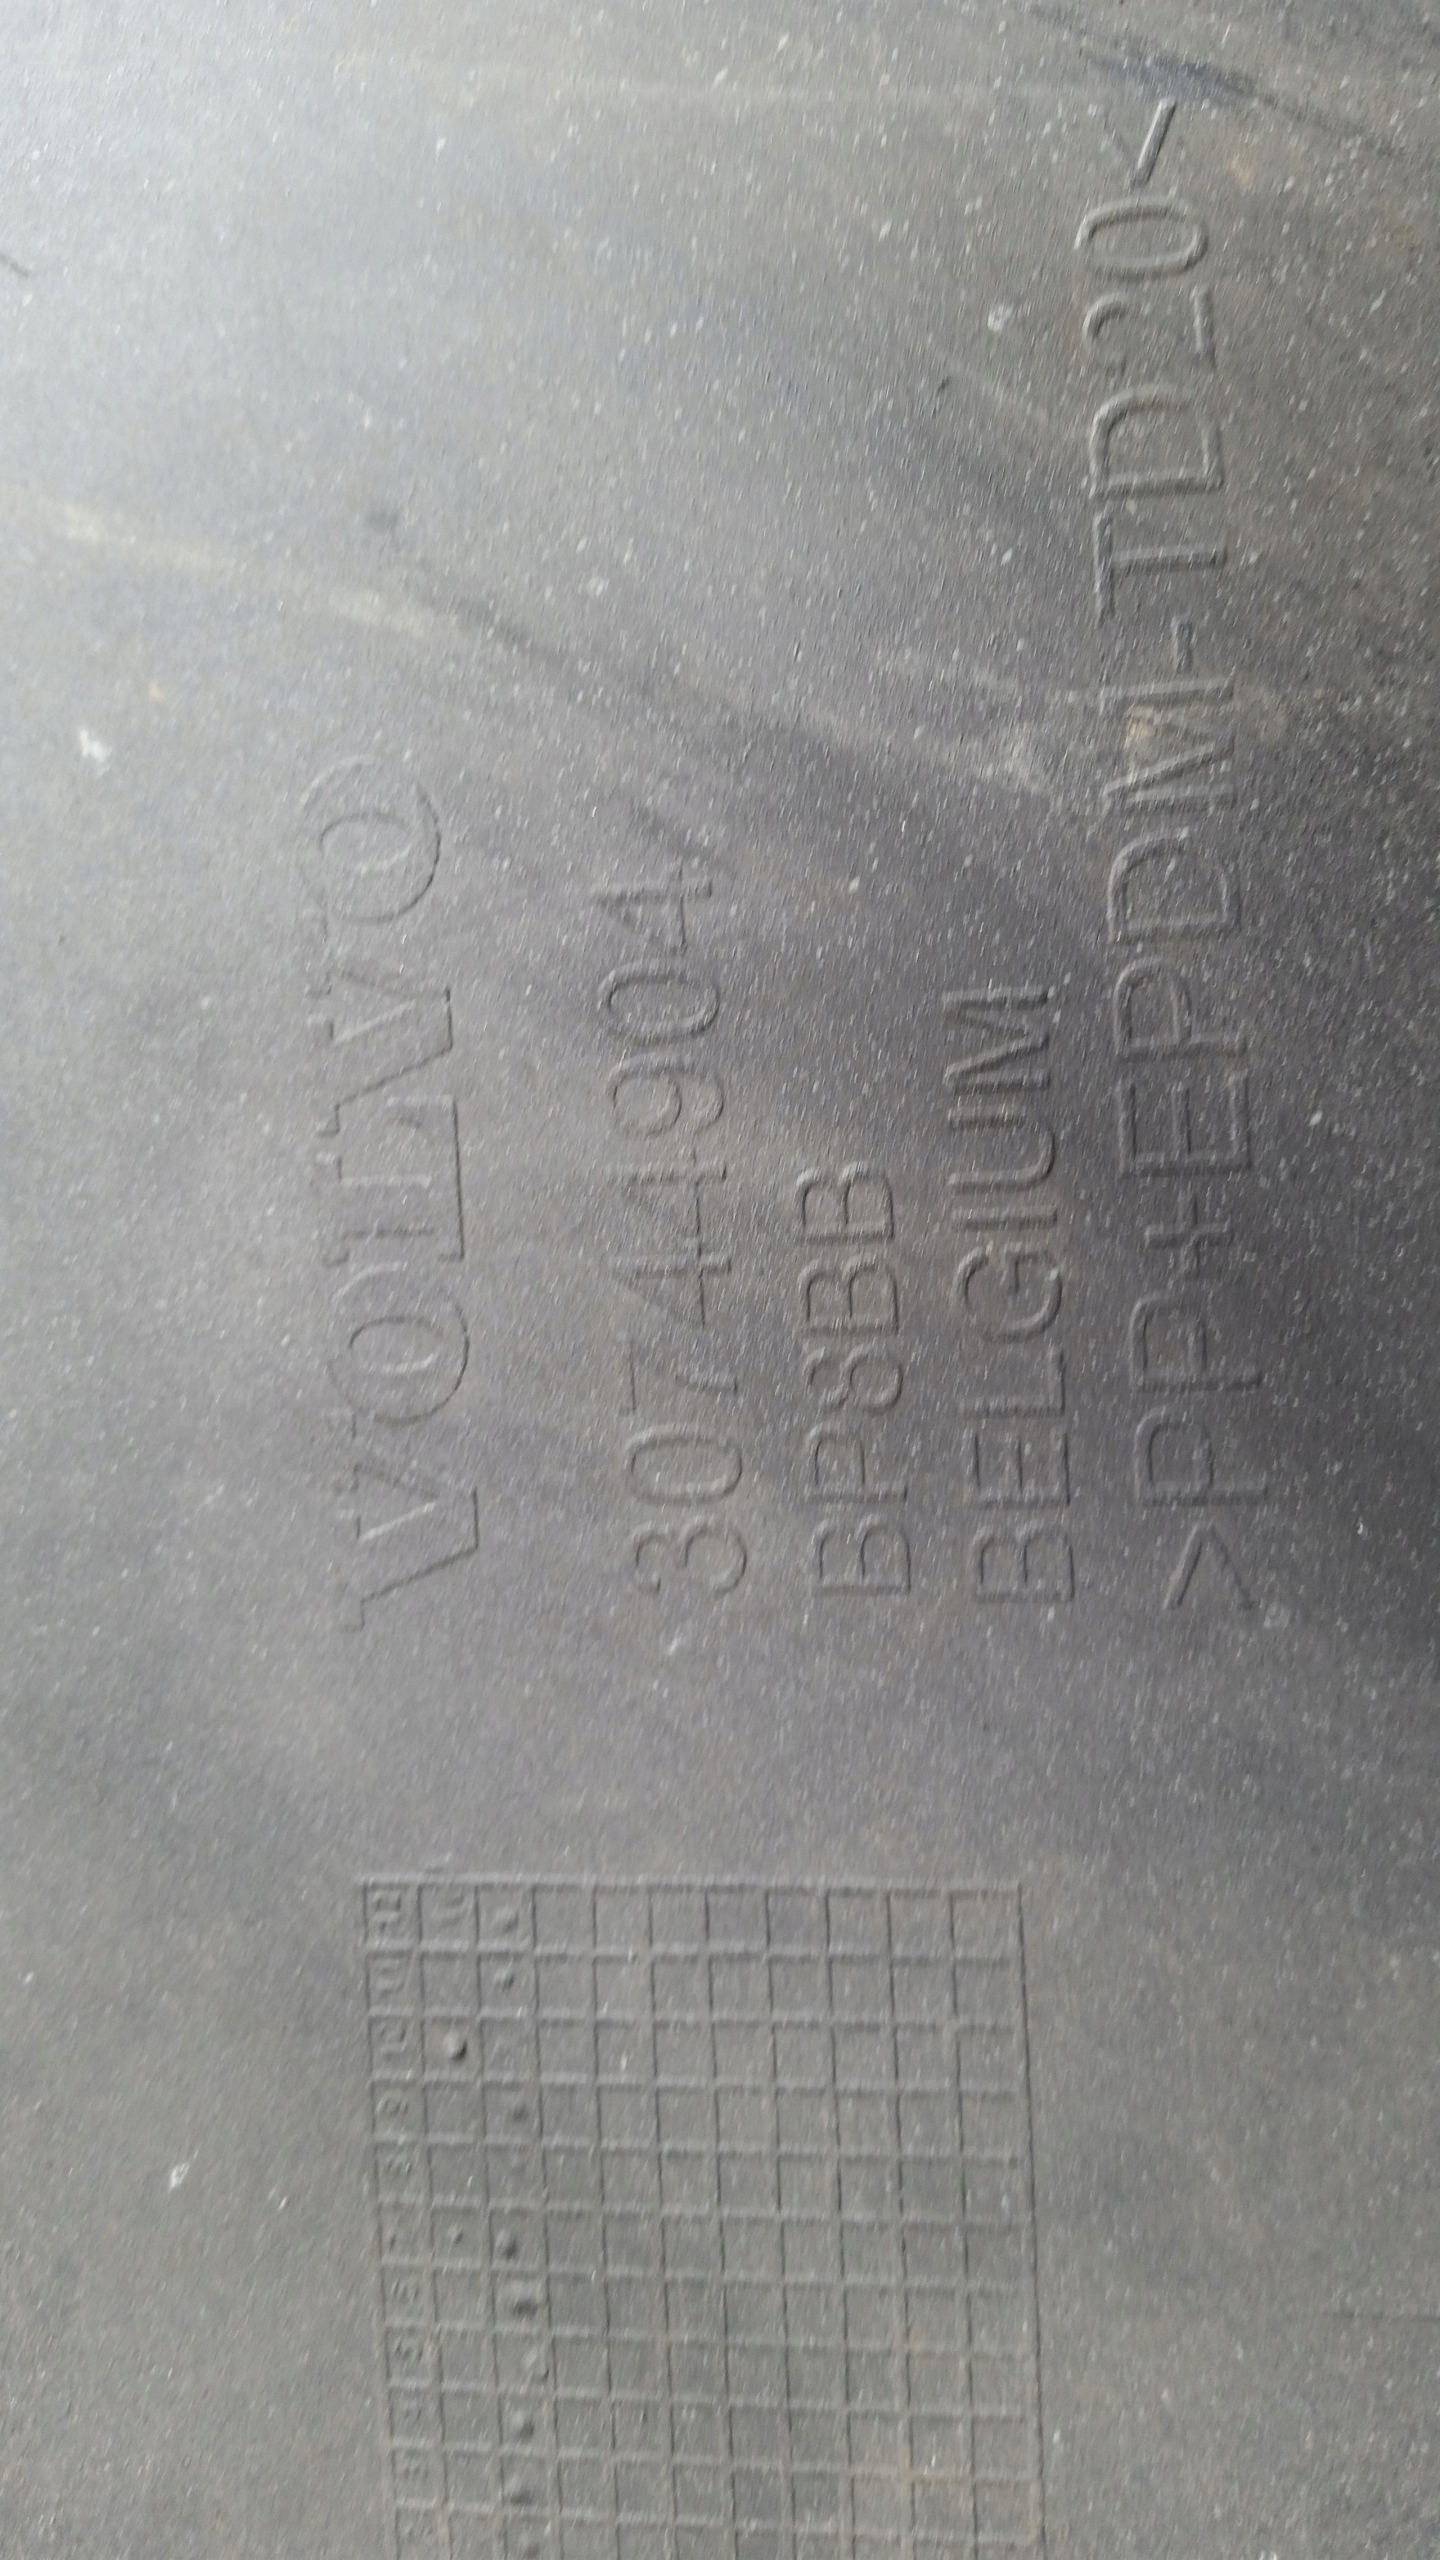 VOLVO
30744904
BP8BB
BELGIUM
>PP+EPDM-TD20<